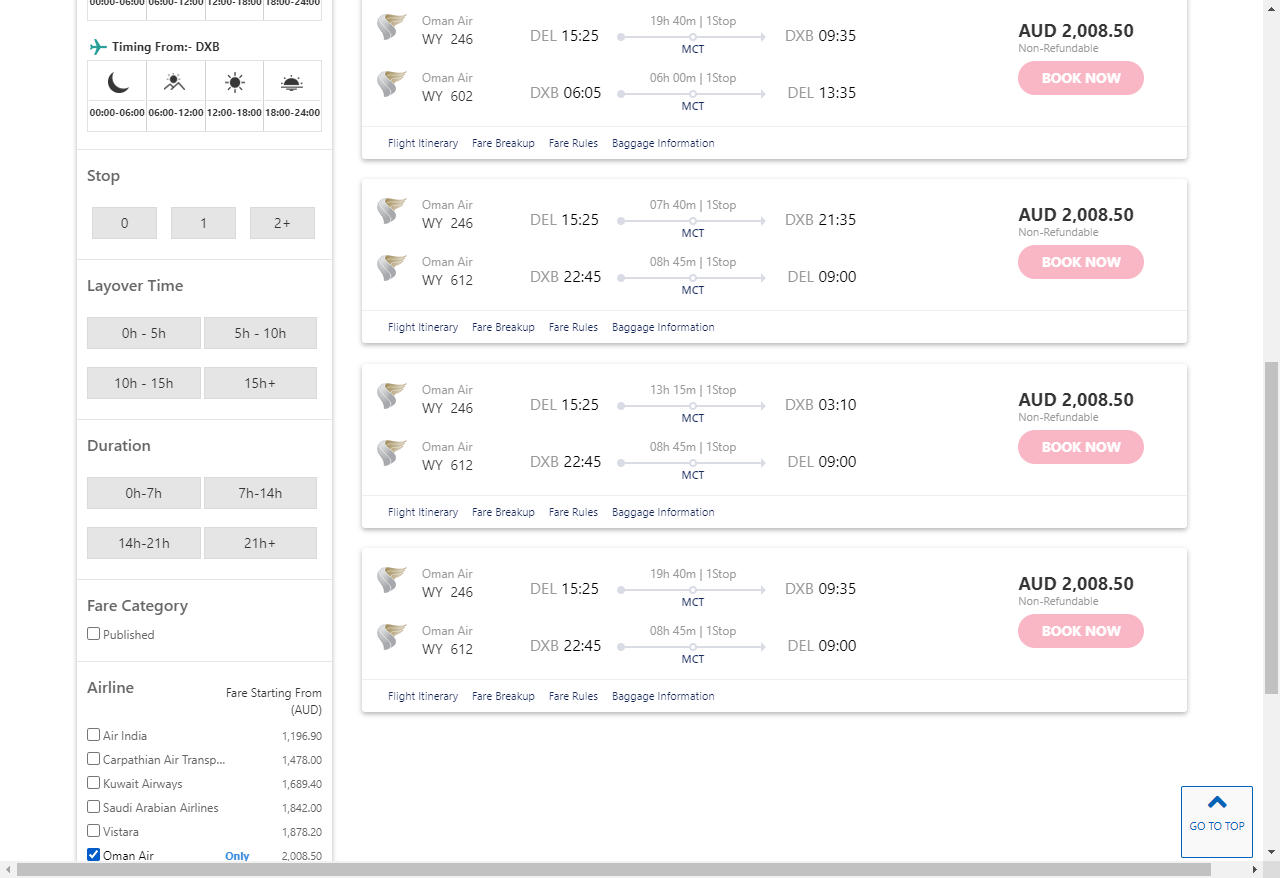 00:00-06:00 06:00-12:00 12:00-18:00 18:00-24:00
Timing From:- DXB
00:00-06:00 06:00-12:00 12:00-18:00 18:00-24:00
Stop
0 1 2+
Layover Time
0h - 5h 5h - 10h
10h - 15h 15h+
Duration
0h-7h 7h-14h
14h-21h 21h+
Fare Category
Published
Airline
Fare Starting From
(AUD)
Air India 1,196.90
Carpathian Air Transp... 1,478.00
Kuwait Airways 1,689.40
Saudi Arabian Airlines 1,842.00
Vistara 1,878.20
Oman Air Only 2,008.50
Oman Air
WY 246
DEL 15:25
19h 40m | 1Stop
MCT
DXB 09:35
Oman Air
WY 602
DXB 06:05
06h 00m | 1Stop
MCT
DEL 13:35
AUD 2,008.50
Non-Refundable
BOOK NOW
Flight Itinerary Fare Breakup Fare Rules Baggage Information
Oman Air
WY 246
DEL 15:25
07h 40m | 1Stop
MCT
DXB 21:35
Oman Air
WY 612
DXB 22:45
08h 45m | 1Stop
MCT
DEL 09:00
AUD 2,008.50
Non-Refundable
BOOK NOW
Flight Itinerary Fare Breakup Fare Rules Baggage Information
Oman Air
WY 246
DEL 15:25
13h 15m | 1Stop
MCT
DXB 03:10
Oman Air
WY 612
DXB 22:45
08h 45m | 1Stop
MCT
DEL 09:00
AUD 2,008.50
Non-Refundable
BOOK NOW
Flight Itinerary Fare Breakup Fare Rules Baggage Information
Oman Air
WY 246
DEL 15:25
19h 40m | 1Stop
MCT
DXB 09:35
Oman Air
WY 612
DXB 22:45
08h 45m | 1Stop
MCT
DEL 09:00
AUD 2,008.50
Non-Refundable
BOOK NOW
Flight Itinerary Fare Breakup Fare Rules Baggage Information
GO TO TOP